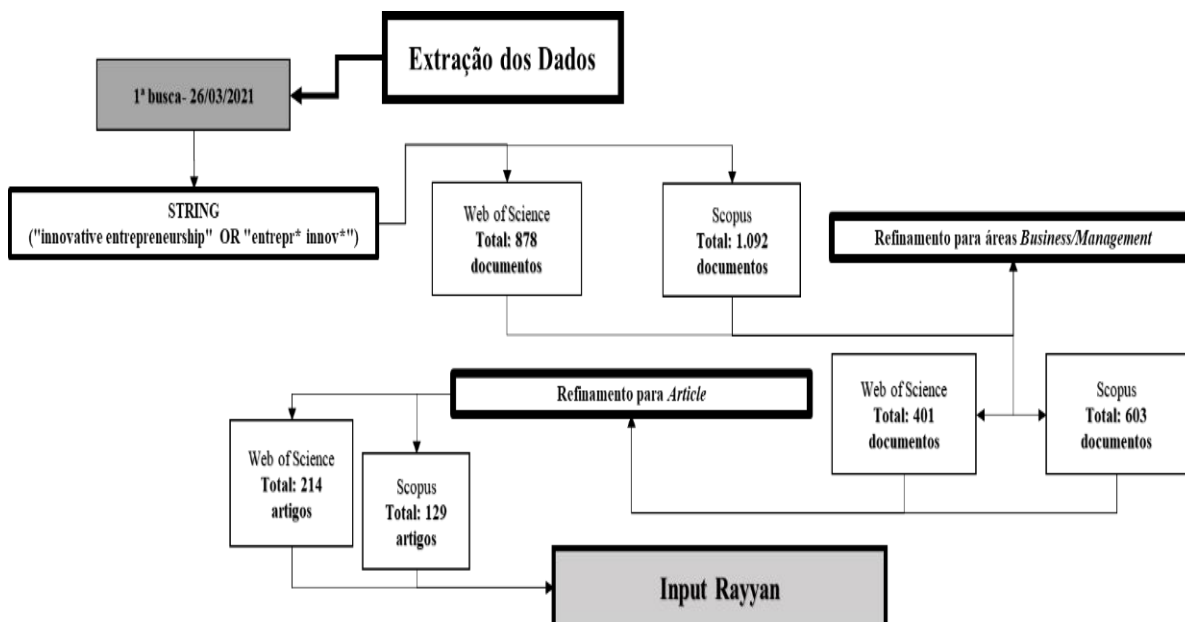 Extração dos Dados
1ª busca- 26/03/2021
STRING
("innovative entrepreneurship" OR "entrepr* innov*")
Web of Science
Total: 878
documentos
Scopus
Total: 1.092
documentos
Refinamento para áreas Business/Management
Web of Science
Total: 401
documentos
Scopus
Total: 603
documentos
Refinamento para Article
Web of Science
Total: 214
artigos
Scopus
Total: 129
artigos
Input Rayyan